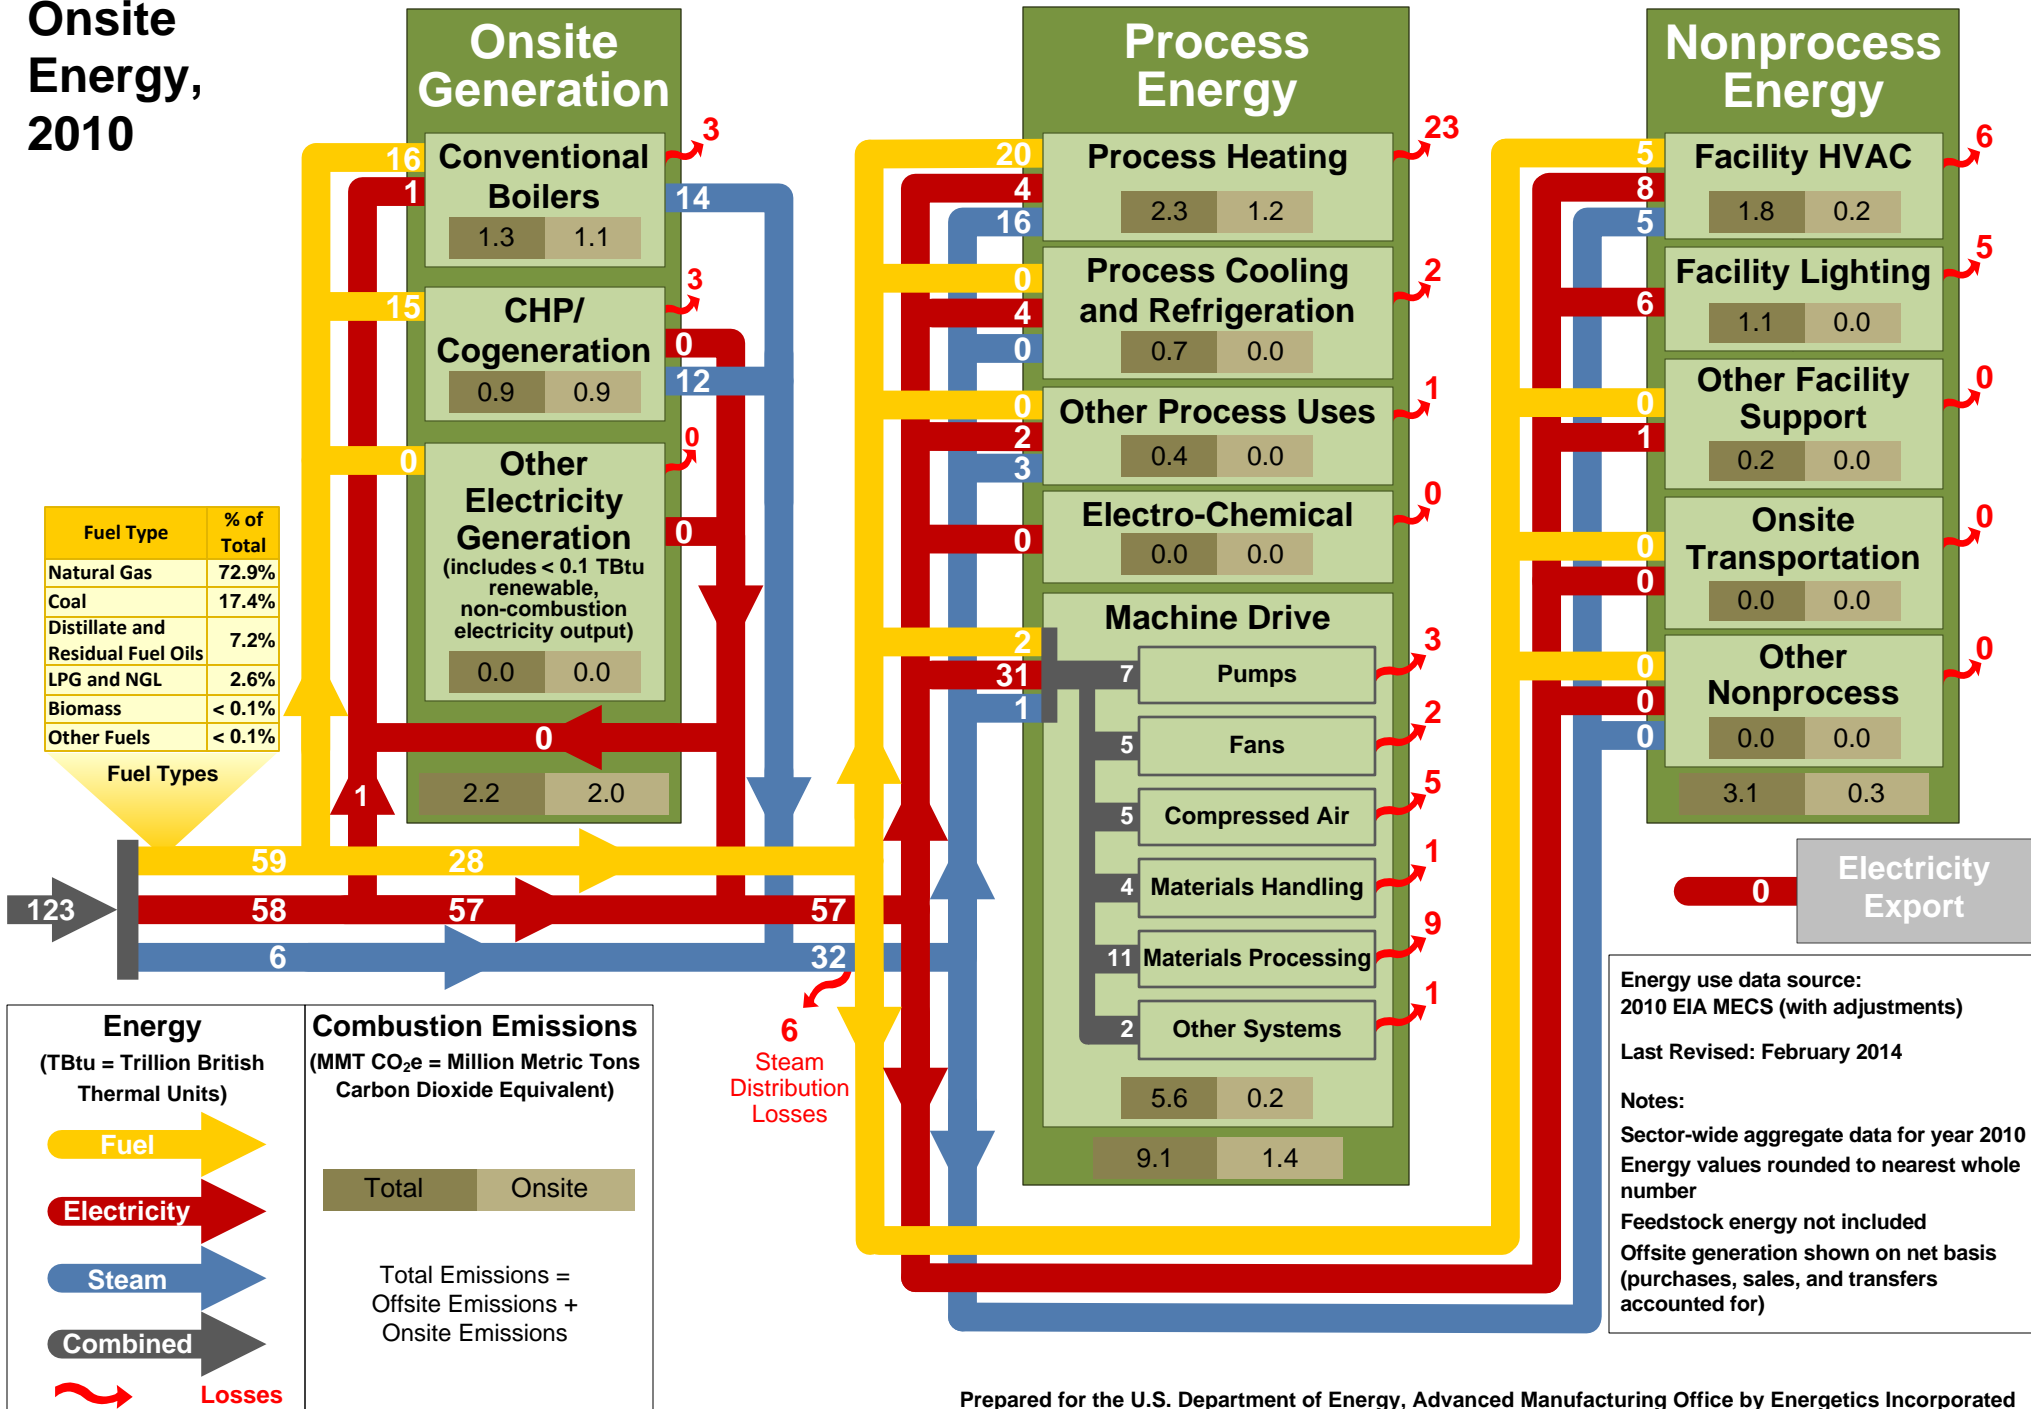 Onsite
Energy,
2010
Onsite
Generation
3
16
Conventional
Boilers
1
14
1.3 1.1
3
15
CHP/
Cogeneration
0
12
0.9 0.9
0
0
Other
Electricity
Generation
(includes < 0.1 TBtu
renewable,
non-combustion
electricity output)
0
0.0 0.0
0
2.2 2.0
Fuel Type % of Total
Natural Gas 72.9%
Coal 17.4%
Distillate and
Residual Fuel Oils 7.2%
LPG and NGL 2.6%
Biomass < 0.1%
Other Fuels < 0.1%
Fuel Types
1
123
59 28
58 57 57
6 32
6
Steam
Distribution
Losses
Process
Energy
23
20
4
16
Process Heating
2.3 1.2
2
0
4
0
Process Cooling
and Refrigeration
0.7 0.0
1
0
2
3
Other Process Uses
0.4 0.0
0
0
Electro-Chemical
0.0 0.0
Machine Drive
2
31
1
7 Pumps 3
5 Fans 2
5 Compressed Air 5
4 Materials Handling 1
11 Materials Processing 9
2 Other Systems 1
5.6 0.2
9.1 1.4
Nonprocess
Energy
6
5
8
5
Facility HVAC
1.8 0.2
5
6
Facility Lighting
1.1 0.0
0
0
1
Other Facility
Support
0.2 0.0
0
0
0
Onsite
Transportation
0.0 0.0
0
0
0
0
Other
Nonprocess
0.0 0.0
3.1 0.3
0
Electricity
Export
Energy
(TBtu = Trillion British
Thermal Units)
Fuel
Electricity
Steam
Combined
Losses
Combustion Emissions
(MMT CO₂e = Million Metric Tons
Carbon Dioxide Equivalent)
Total Onsite
Total Emissions =
Offsite Emissions +
Onsite Emissions
Energy use data source:
2010 EIA MECS (with adjustments)
Last Revised: February 2014
Notes:
Sector-wide aggregate data for year 2010
Energy values rounded to nearest whole
number
Feedstock energy not included
Offsite generation shown on net basis
(purchases, sales, and transfers
accounted for)
Prepared for the U.S. Department of Energy, Advanced Manufacturing Office by Energetics Incorporated